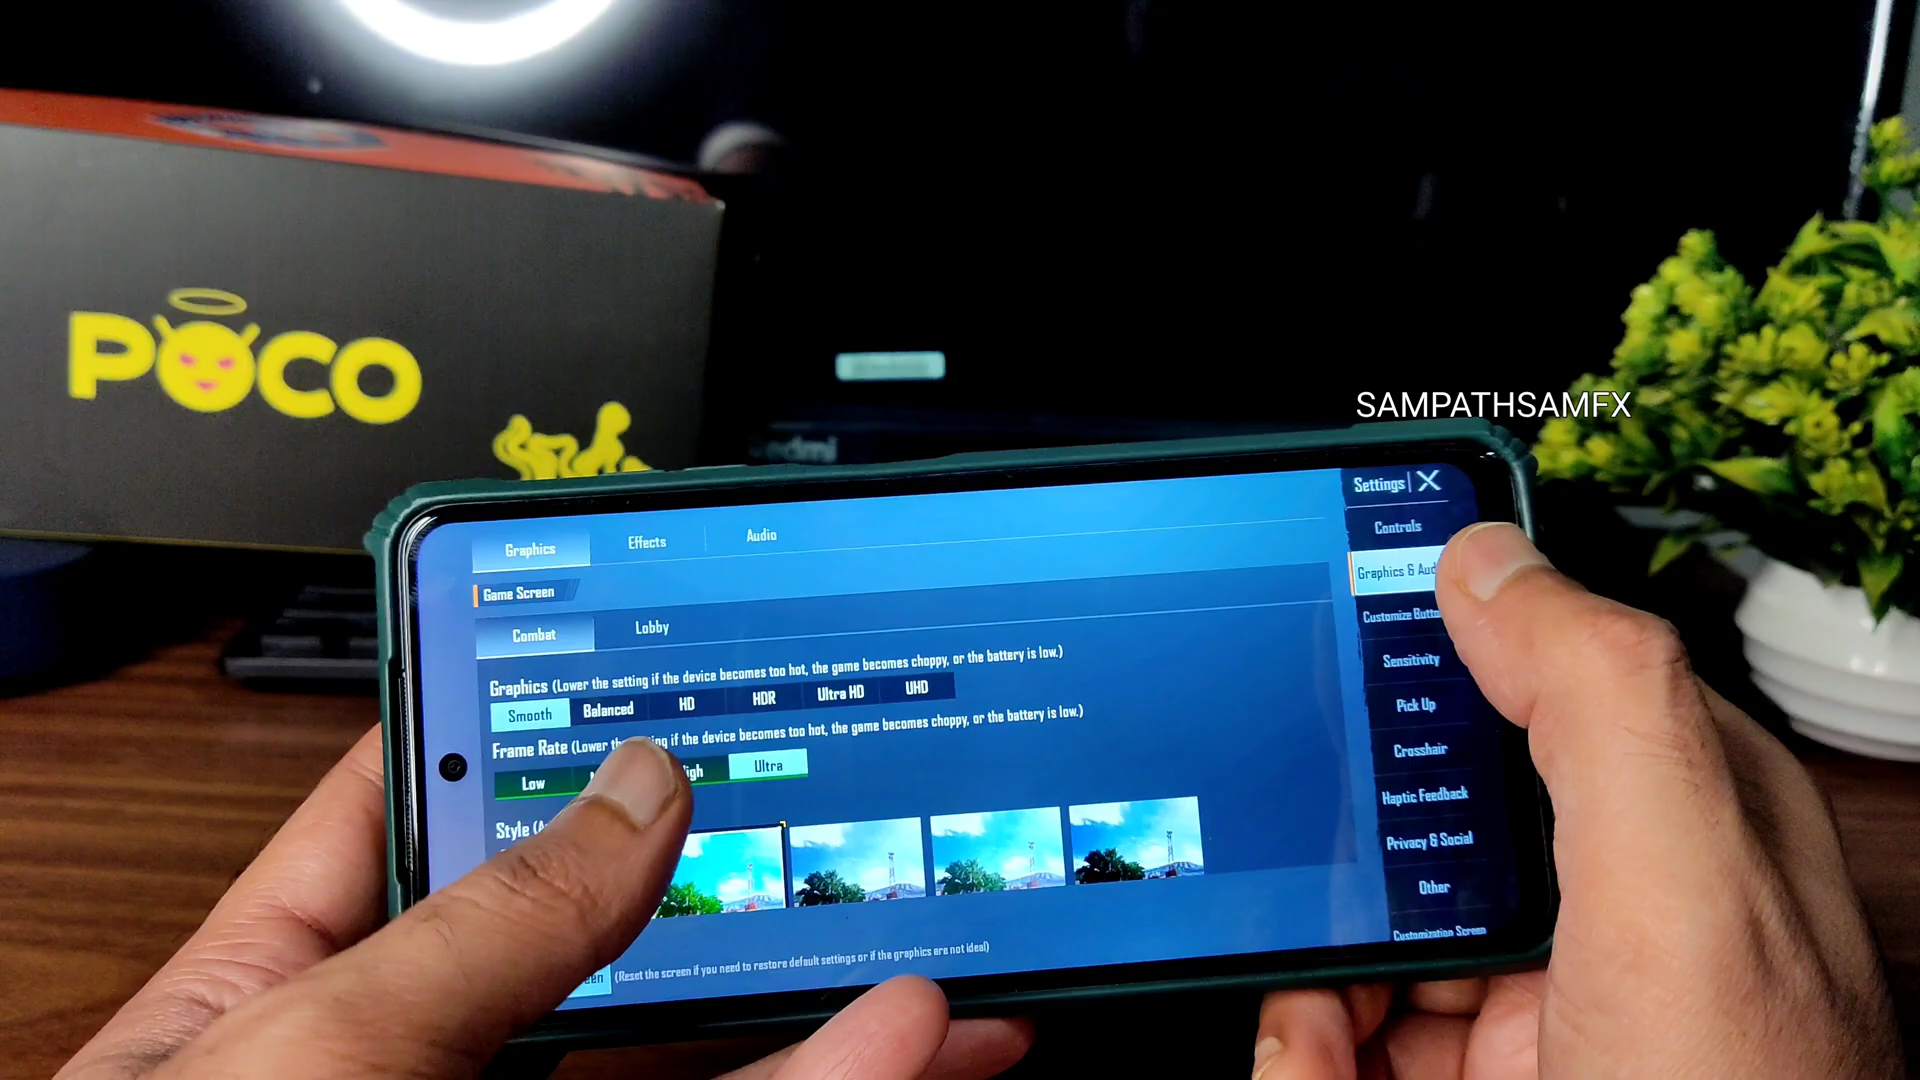 POCO
SAMPATHSAMFX
Settings | X
Graphics
Effects
Audio
Controls
Game Screen
Graphics &
Combat
Lobby
Customize
Graphics (Lower the setting if the device becomes too hot, the game becomes choppy, or the battery is low.)
Sensitivity
Smooth
Balanced
HD
HDR
Ultra HD
UHD
Pick Up
Frame Rate (Lower if the device becomes too hot, the game becomes choppy, or the battery is low.)
Low
Ultra
Crosshair
Haptic Feedback
Style
Privacy & Social
Other
Customization Screen
(Reset the screen if you need to restore default settings or if the graphics are not ideal)